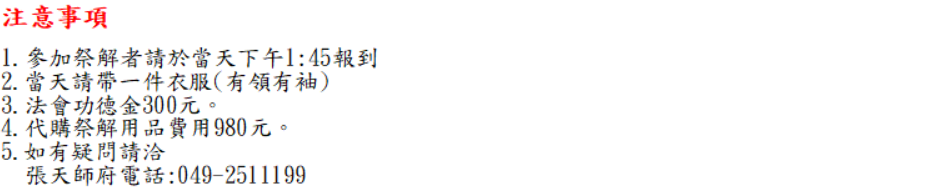 注意事項
1. 參加祭解者請於當天下午1:45報到
2. 當天請帶一件衣服(有領有袖)
3. 法會功德金300元。
4. 代購祭解用品費用980元。
5. 如有疑問請洽
張天師府電話:049-2511199